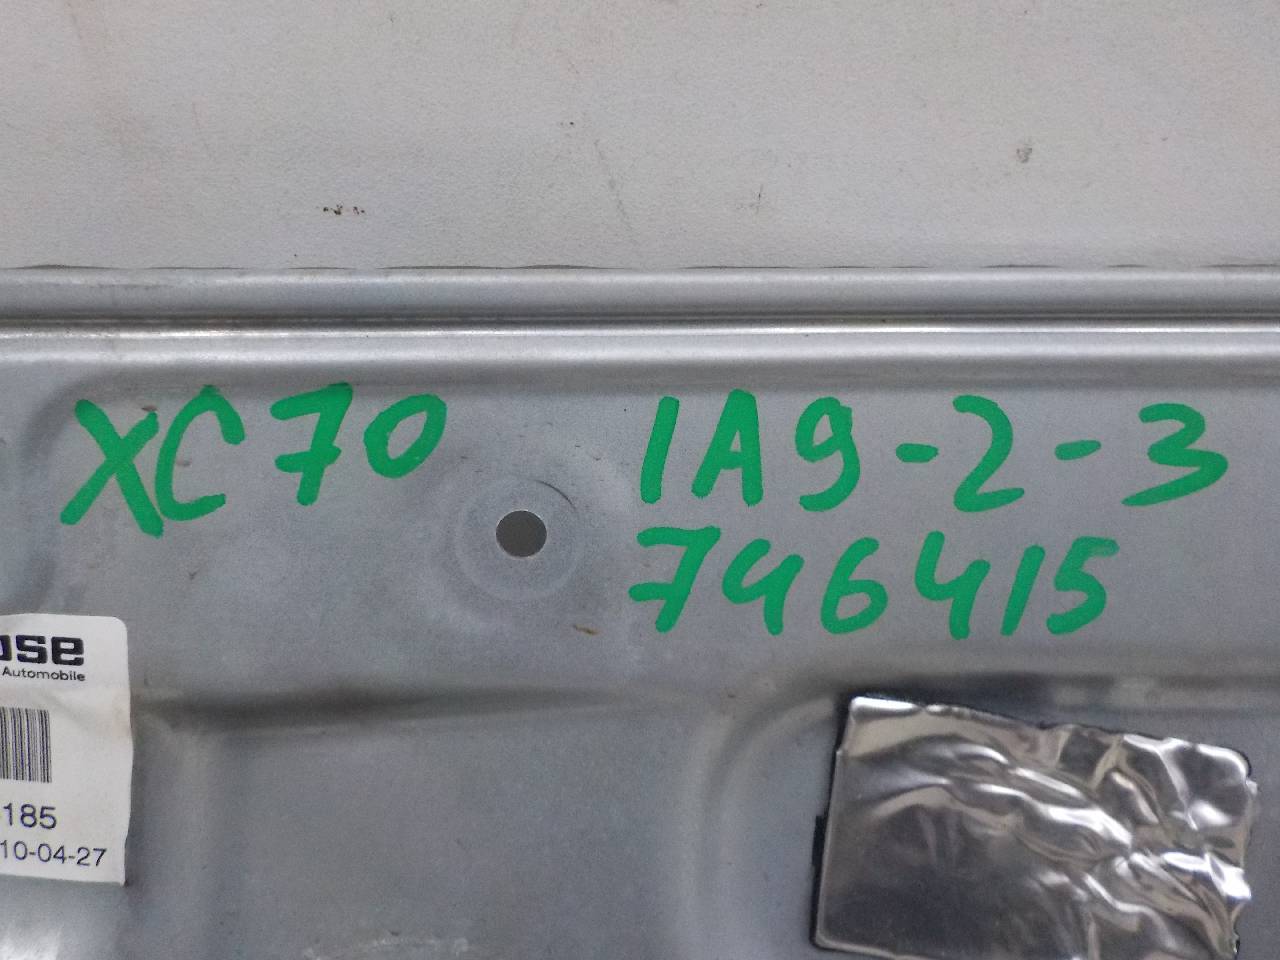 XC70
1A9-2-3
746415
ose
Automobile
185
10-04-27